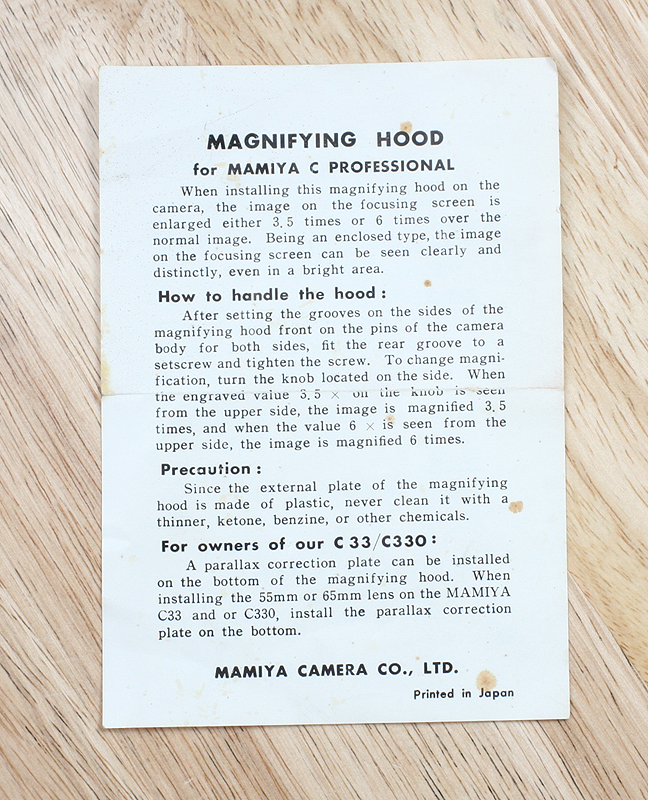 MAGNIFYING HOOD
for MAMIYA C PROFESSIONAL
When installing this magnifying hood on the
camera, the image on the focusing screen is
enlarged either 3.5 times or 6 times over the
normal image. Being an enclosed type, the image
on the focusing screen can be seen clearly and
distinctly, even in a bright area.
How to handle the hood:
After setting the grooves on the sides of the
magnifying hood front on the pins of the camera
body for both sides, fit the rear groove to a
setscrew and tighten the screw. To change magni-
fication, turn the knob located on the side. When
the engraved value 3.5 × on the knob is seen
from the upper side, the image is magnified 3.5
times, and when the value 6 × is seen from the
upper side, the image is magnified 6 times.
Precaution:
Since the external plate of the magnifying
hood is made of plastic, never clean it with a
thinner, ketone, benzine, or other chemicals.
For owners of our C33/C330:
A parallax correction plate can be installed
on the bottom of the magnifying hood. When
installing the 55mm or 65mm lens on the MAMIYA
C33 and or C330, install the parallax correction
plate on the bottom.
MAMIYA CAMERA CO., LTD.
Printed in Japan